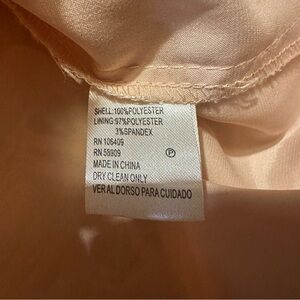 SHELL:100%POLYESTER
LINING:97%POLYESTER
3%SPANDEX
RN 106409
RN 58909
P
MADE IN
CHINA
DRY CLEAN ONLY
VER AL DORSO PARA CUIDADO